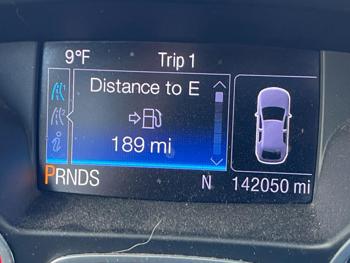 9°F Trip 1
Distance to E
189 mi
PRNDS N 142050 mi